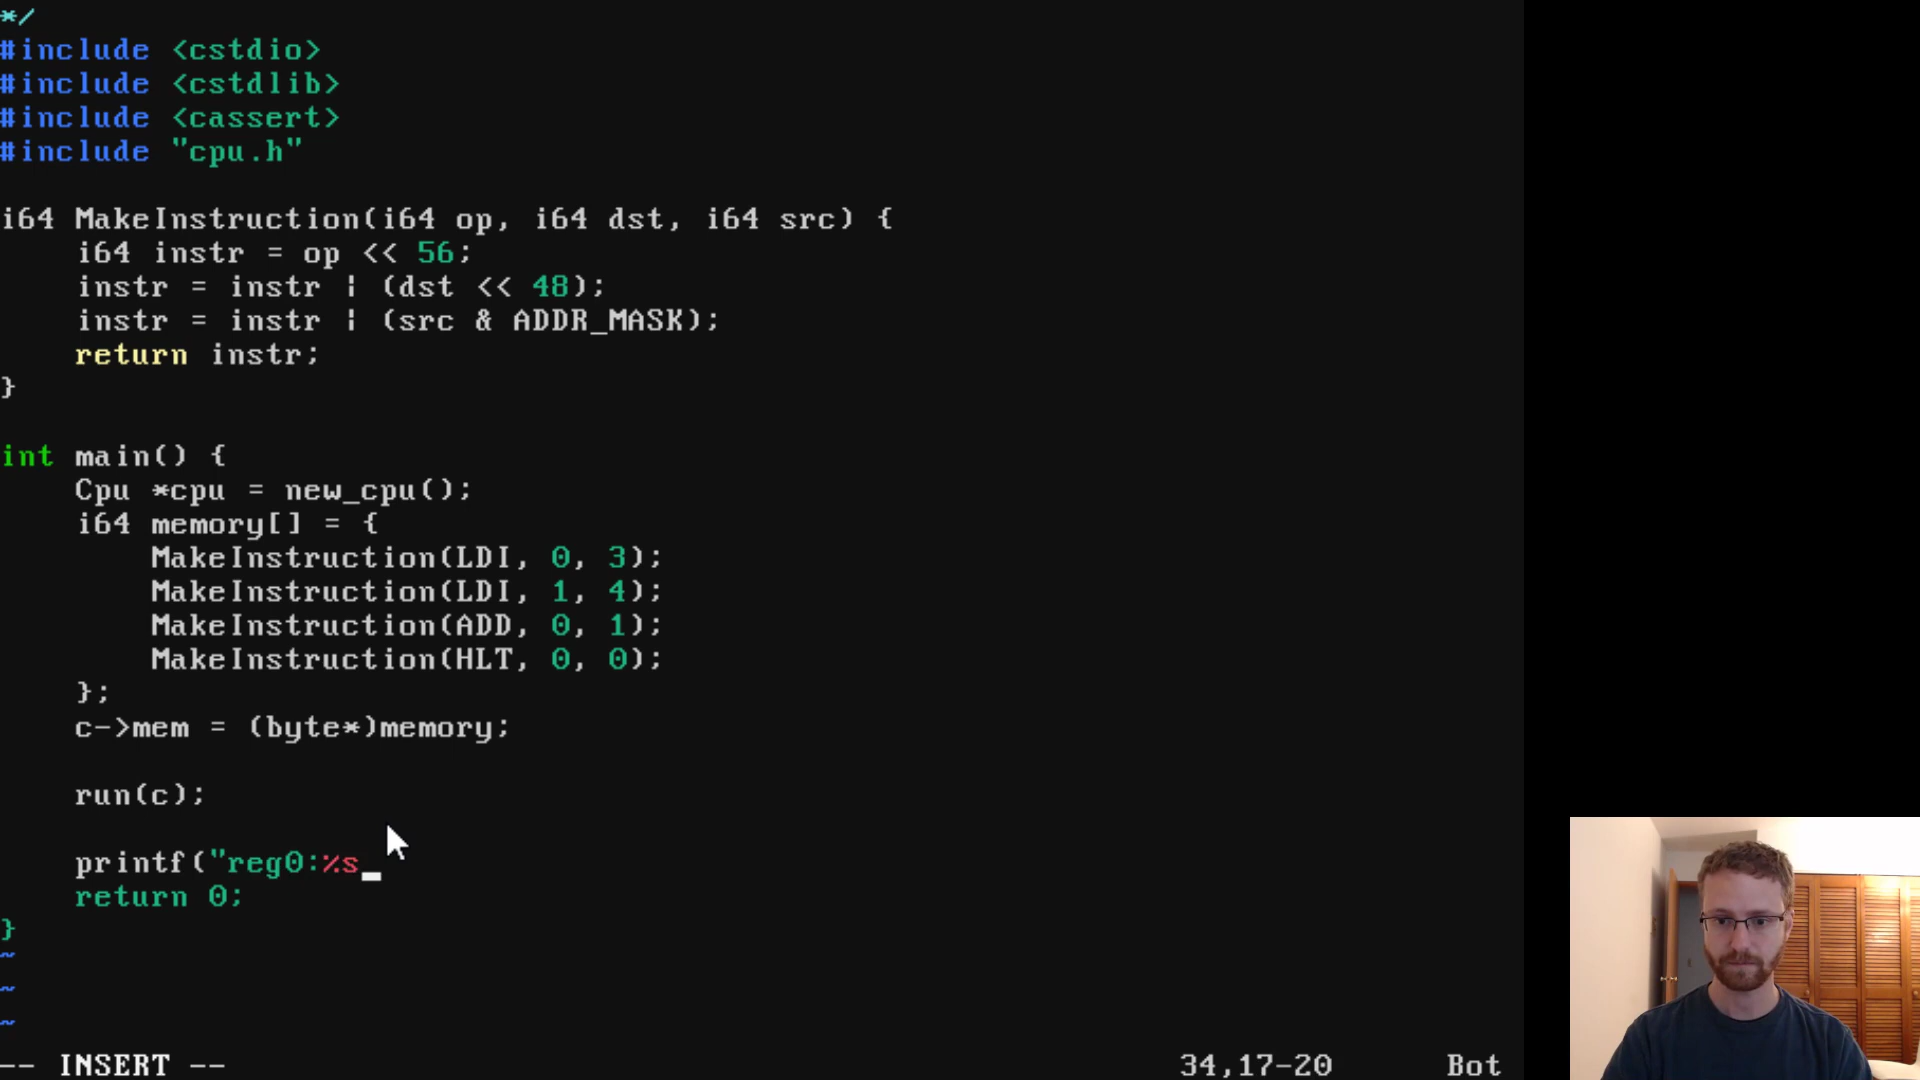 */
#include <cstdio>
#include <cstdlib>
#include <cassert>
#include "cpu.h"
i64 MakeInstruction(i64 op, i64 dst, i64 src) {
i64 instr = op << 56;
instr = instr | (dst << 48);
instr = instr | (src & ADDR_MASK);
return instr;
}
int main() {
Cpu *cpu = new_cpu();
i64 memory[] = {
MakeInstruction(LDI, 0, 3);
MakeInstruction(LDI, 1, 4);
MakeInstruction(ADD, 0, 1);
MakeInstruction(HLT, 0, 0);
};
c->mem = (byte*)memory;
run(c);
printf("reg0:%s
return 0;
}
~
~
~
-- INSERT -- 34,17-20 Bot